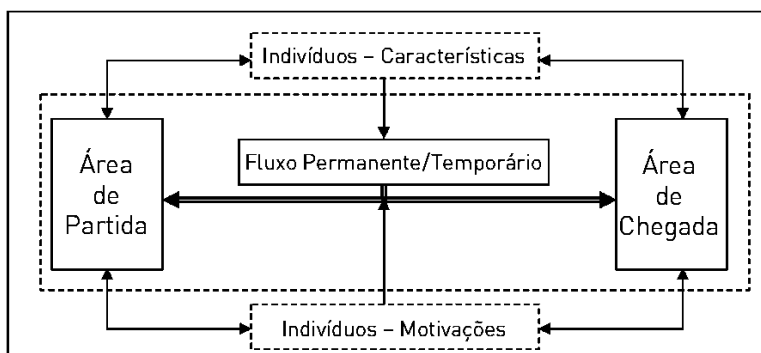 Indivíduos – Características
Área
de
Partida
Fluxo Permanente/Temporário
Área
de
Chegada
Indivíduos – Motivações